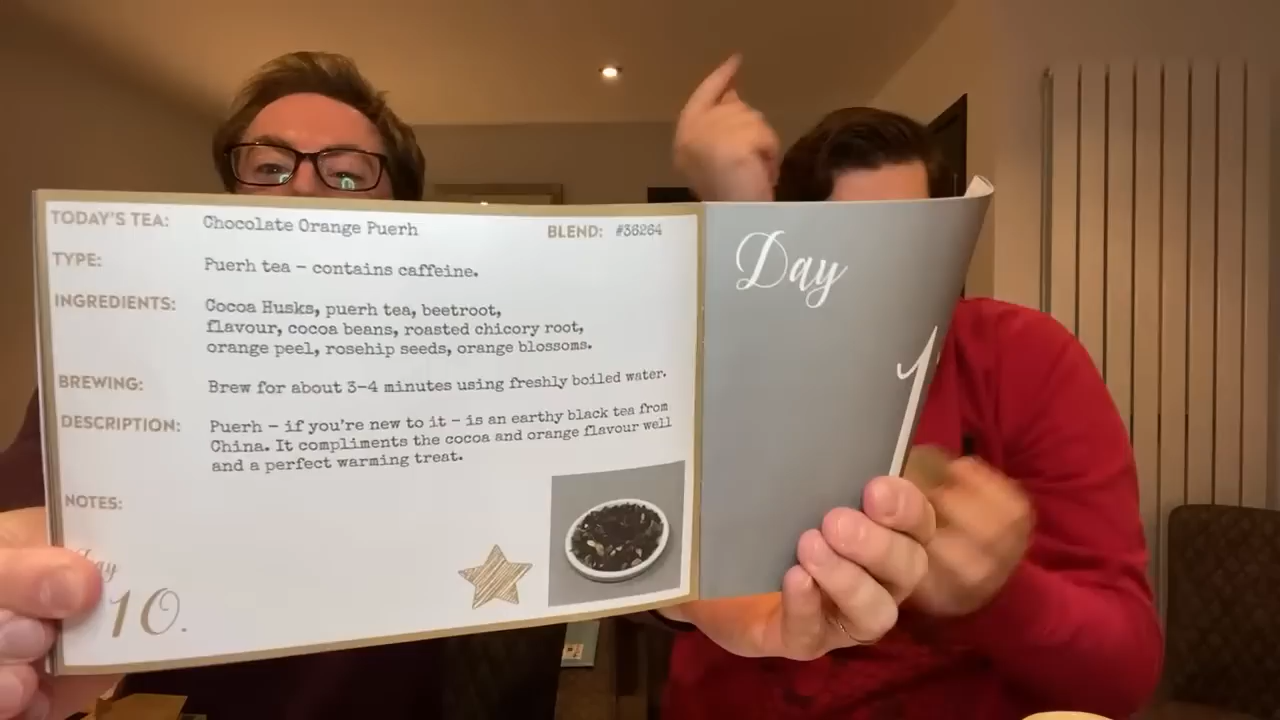 TODAY'S TEA: Chocolate Orange Puerh BLEND: #36264
TYPE: Puerh tea – contains caffeine.
INGREDIENTS: Cocoa Husks, puerh tea, beetroot,
flavour, cocoa beans, roasted chicory root,
orange peel, rosehip seeds, orange blossoms.
BREWING: Brew for about 3–4 minutes using freshly boiled water.
DESCRIPTION: Puerh – if you're new to it – is an earthy black tea from
China. It compliments the cocoa and orange flavour well
and a perfect warming treat.
NOTES:
10.
Day
1